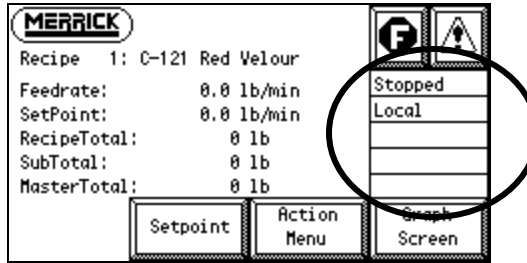 MERRICK
F
Recipe 1: C-121 Red Velour
Feedrate: 0.0 lb/min
SetPoint: 0.0 lb/min
RecipeTotal: 0 lb
SubTotal: 0 lb
MasterTotal: 0 lb
Stopped
Local
Setpoint
Action
Menu
Graph
Screen